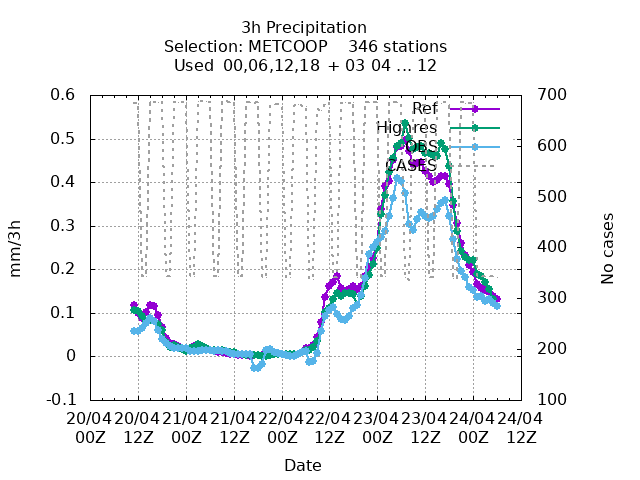 3h Precipitation
Selection: METCOOP    346 stations
Used  00,06,12,18 + 03 04 ... 12
0.6
0.5
0.4
0.3
0.2
0.1
0
-0.1
mm/3h
700
600
500
400
300
200
100
No cases
Ref
Highres
OBS
CASES
20/04 20/04 21/04 21/04 22/04 22/04 23/04 23/04 24/04 24/04
00Z 12Z 00Z 12Z 00Z 12Z 00Z 12Z 00Z 12Z
Date